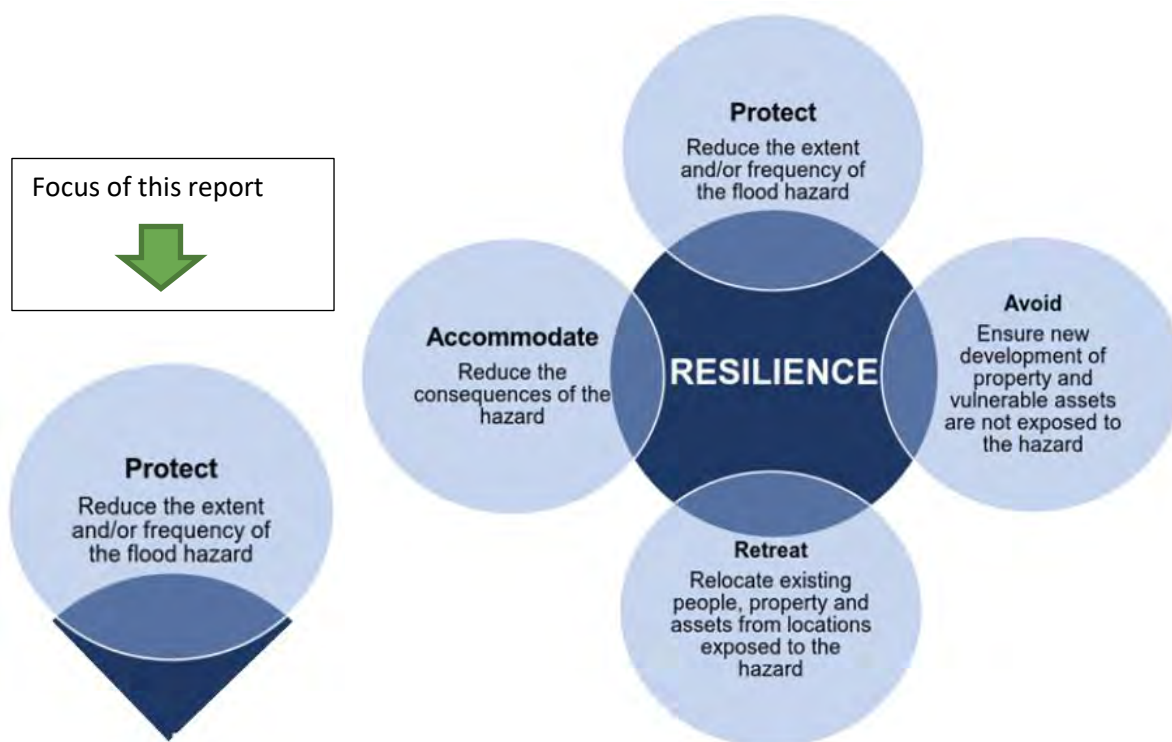 Focus of this report
Protect
Reduce the extent
and/or frequency of
the flood hazard
Protect
Reduce the extent
and/or frequency of
the flood hazard
Accommodate
Reduce the
consequences of the
hazard
RESILIENCE
Avoid
Ensure new
development of
property and
vulnerable assets
are not exposed to
the hazard
Retreat
Relocate existing
people, property and
assets from locations
exposed to the
hazard